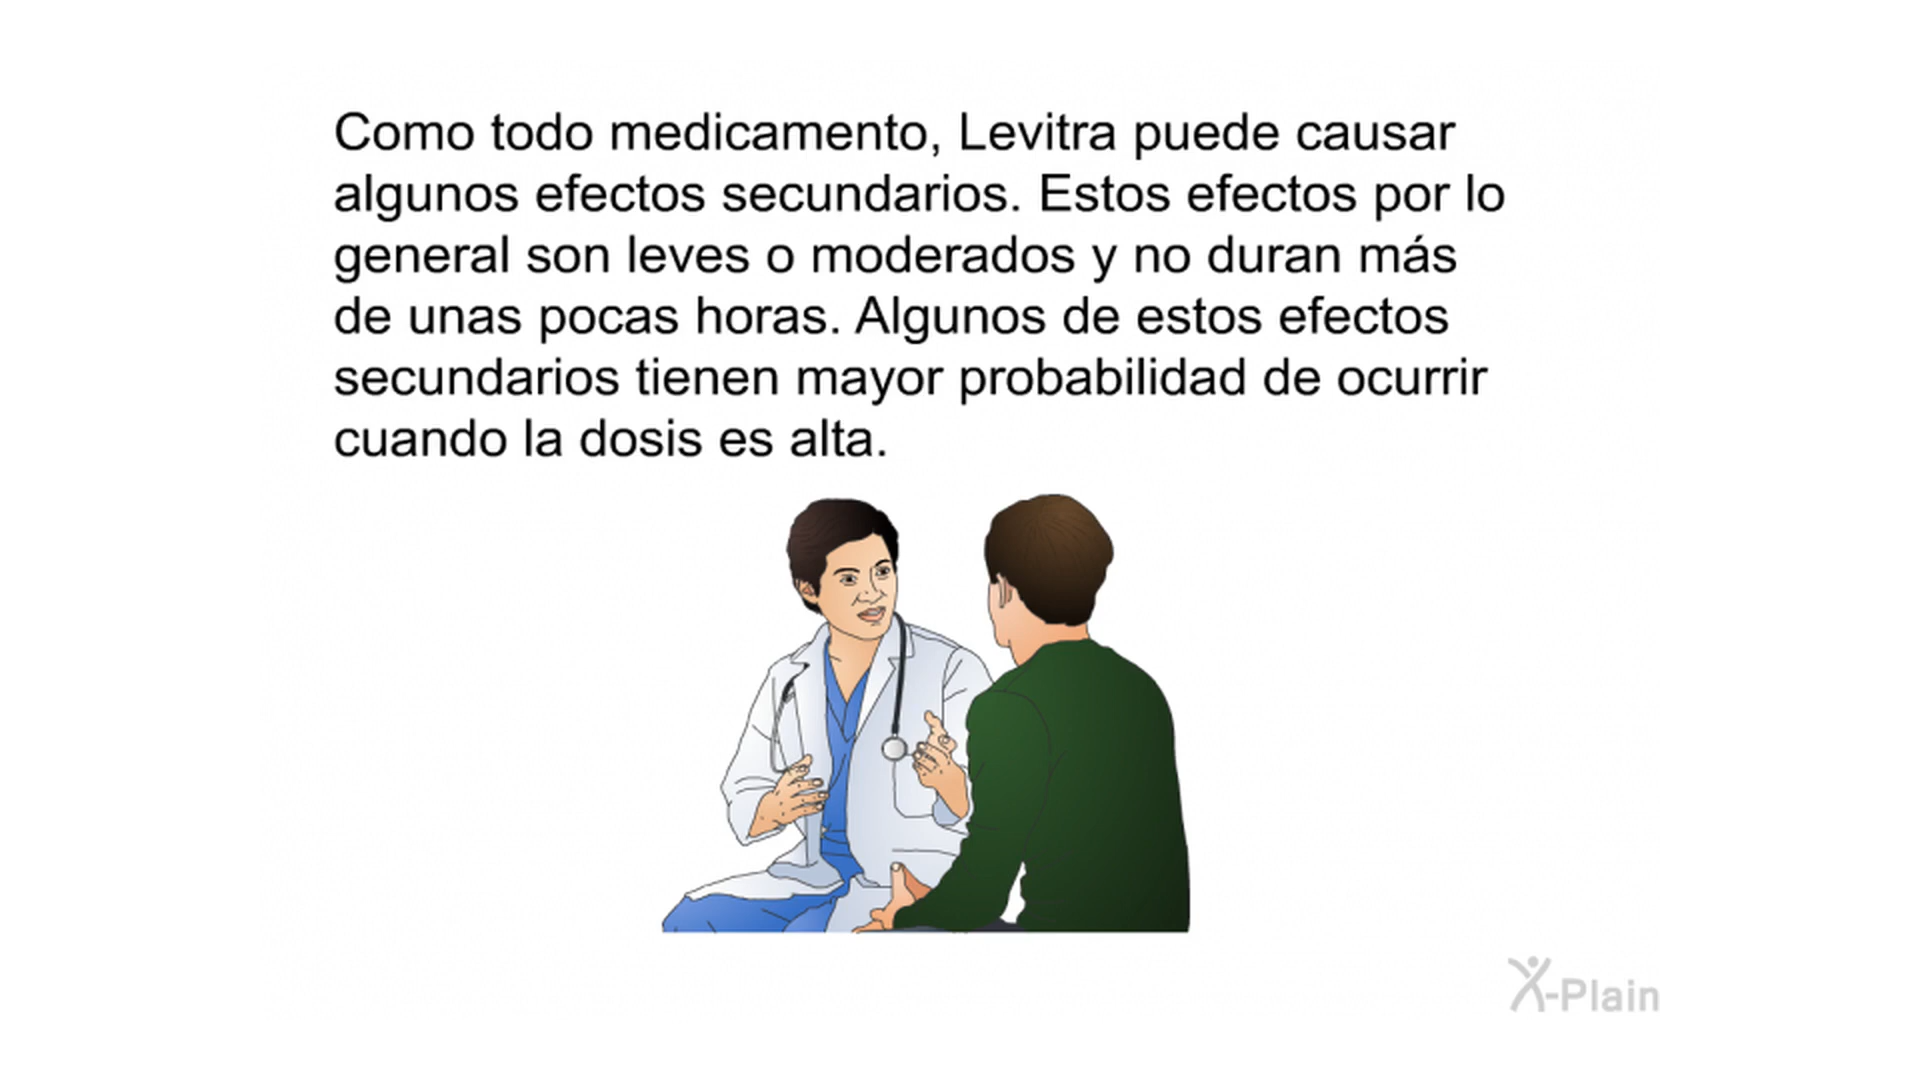 Como todo medicamento, Levitra puede causar
algunos efectos secundarios. Estos efectos por lo
general son leves o moderados y no duran más
de unas pocas horas. Algunos de estos efectos
secundarios tienen mayor probabilidad de ocurrir
cuando la dosis es alta.
X-Plain